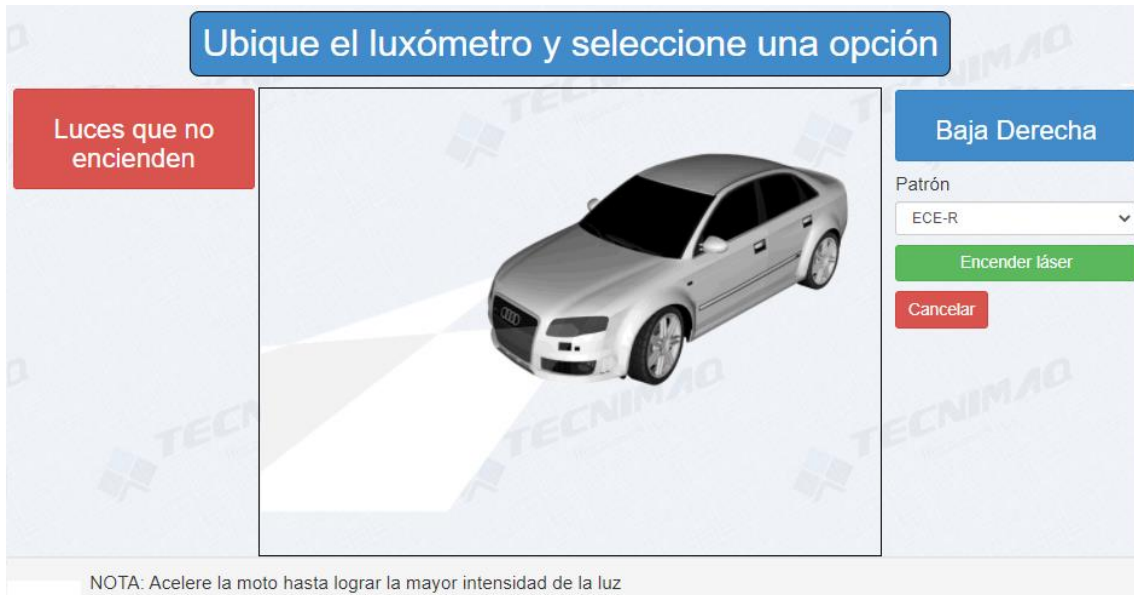 Ubique el luxómetro y seleccione una opción
Luces que no
encienden
Baja Derecha
Patrón
ECE-R
Encender láser
Cancelar
TECNIMAQ
NOTA: Acelere la moto hasta lograr la mayor intensidad de la luz